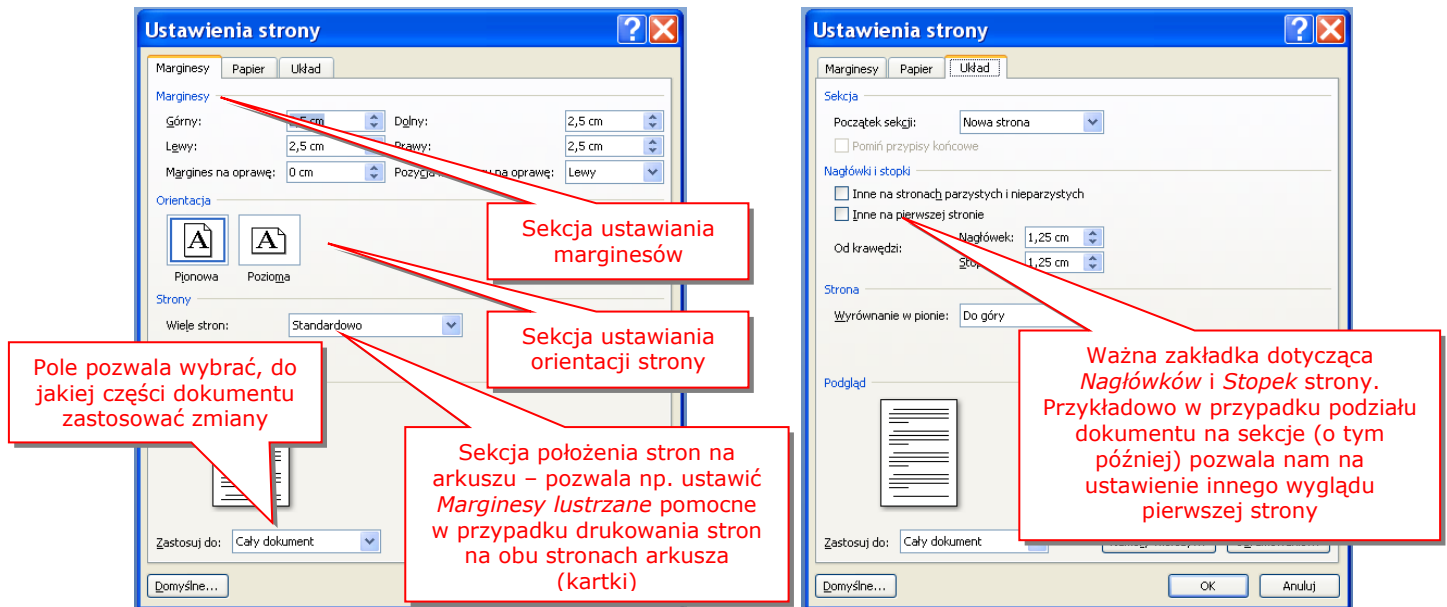 Ustawienia strony
Marginesy Papier Układ
Marginesy
Górny: 2,5 cm Dolny: 2,5 cm
Lewy: 2,5 cm Prawy: 2,5 cm
Margines na oprawę: 0 cm na oprawę: Lewy
Orientacja
Pionowa Pozioma
Strony
Wiele stron: Standardowo
Zastosuj do: Cały dokument
Domyślne...
Sekcja ustawiania
marginesów
Sekcja ustawiania
orientacji strony
Pole pozwala wybrać, do
jakiej części dokumentu
zastosować zmiany
Sekcja położenia stron na
arkuszu – pozwala np. ustawić
Marginesy lustrzane pomocne
w przypadku drukowania stron
na obu stronach arkusza
(kartki)
Ustawienia strony
Marginesy Papier Układ
Sekcja
Początek sekcji: Nowa strona
Pomiń przypisy końcowe
Nagłówki i stopki
Inne na stronach parzystych i nieparzystych
Inne na pierwszej stronie
Od krawędzi:
Nagłówek: 1,25 cm
1,25 cm
Strona
Wyrównanie w pionie: Do góry
Podgląd
Zastosuj do: Cały dokument
Domyślne... OK Anuluj
Ważna zakładka dotycząca
Nagłówków i Stopek strony.
Przykładowo w przypadku podziału
dokumentu na sekcje (o tym
później) pozwala nam na
ustawienie innego wyglądu
pierwszej strony